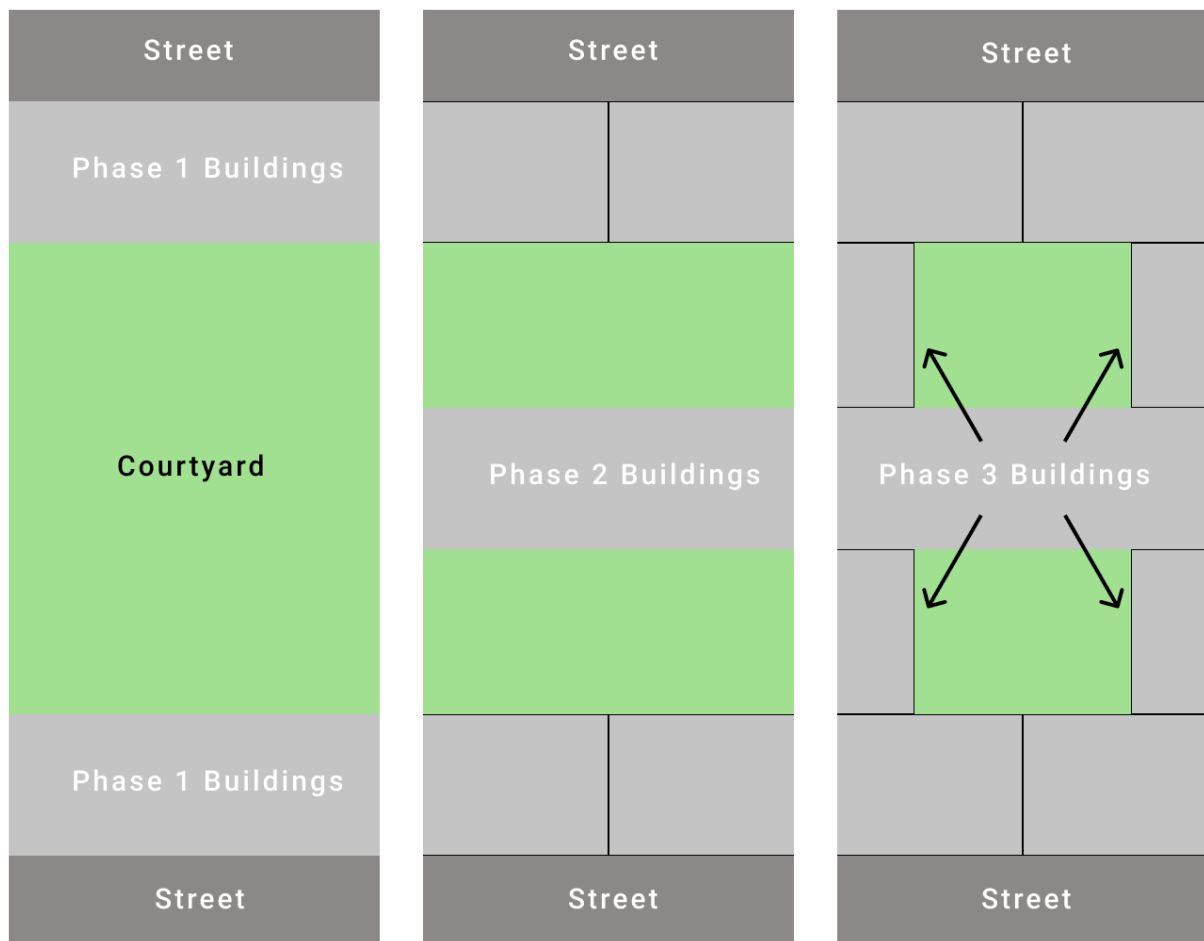 Street
Phase 1 Buildings
Courtyard
Phase 1 Buildings
Street
Street
Phase 2 Buildings
Street
Street
Phase 3 Buildings
Street